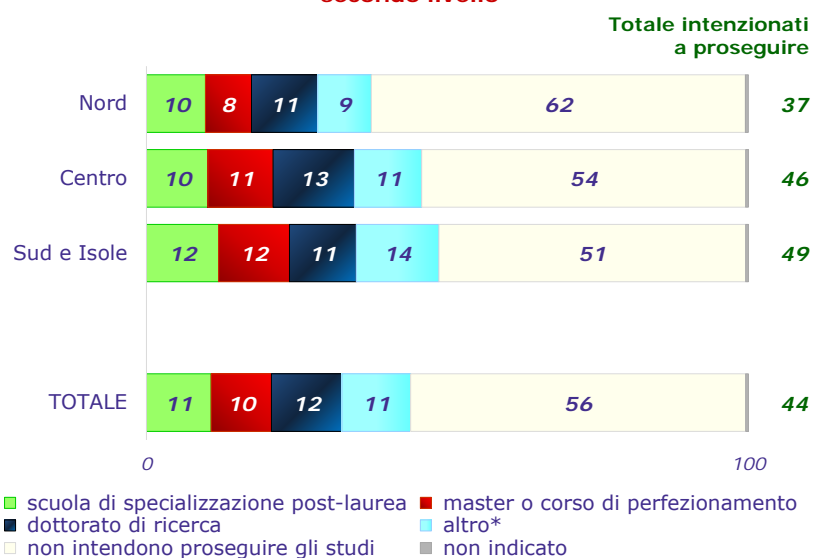 secondo livello
Totale intenzionati
a proseguire
Nord 10 8 11 9 62 37
Centro 10 11 13 11 54 46
Sud e Isole 12 12 11 14 51 49
TOTALE 11 10 12 11 56 44
0 100
scuola di specializzazione post-laurea master o corso di perfezionamento
dottorato di ricerca altro*
non intendono proseguire gli studi non indicato